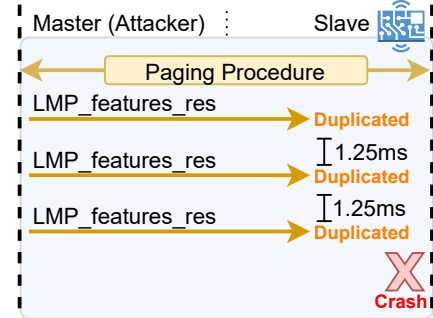 Master (Attacker) Slave
Paging Procedure
LMP_features_res
Duplicated
1.25ms
LMP_features_res
Duplicated
1.25ms
LMP_features_res
Duplicated
Crash